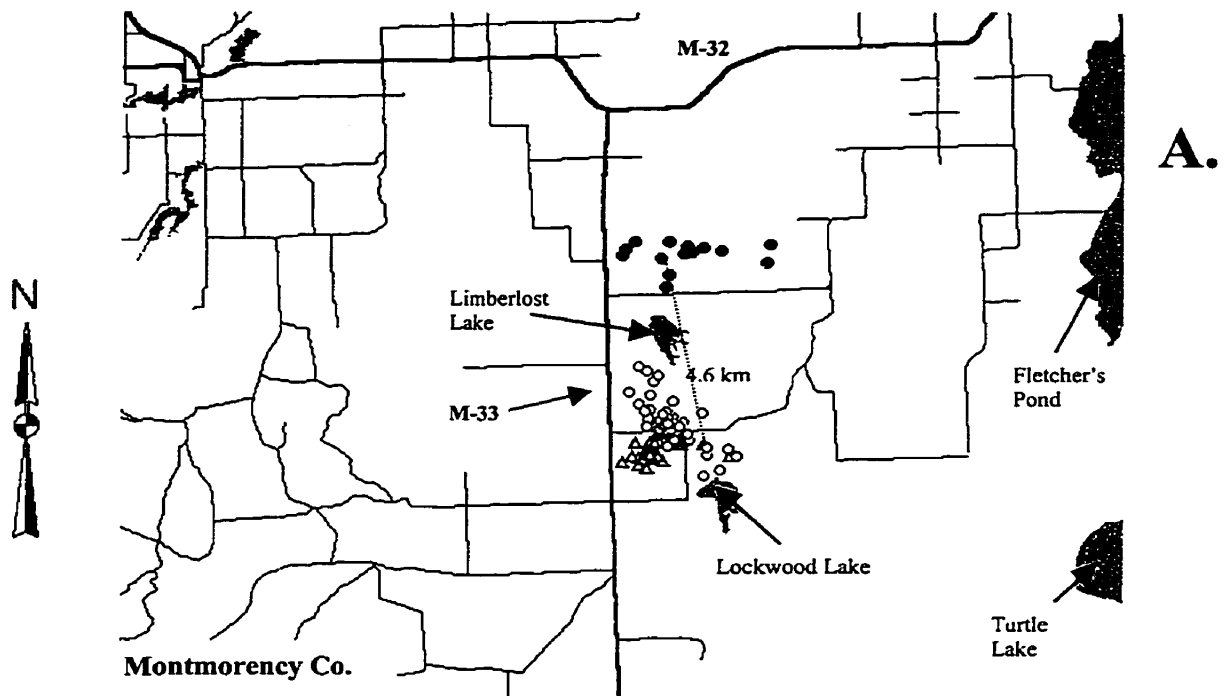 M-32
A.
N
Limberlost
Lake
4.6 km
M-33
Fletcher's
Pond
Lockwood Lake
Turtle
Lake
Montmorency Co.